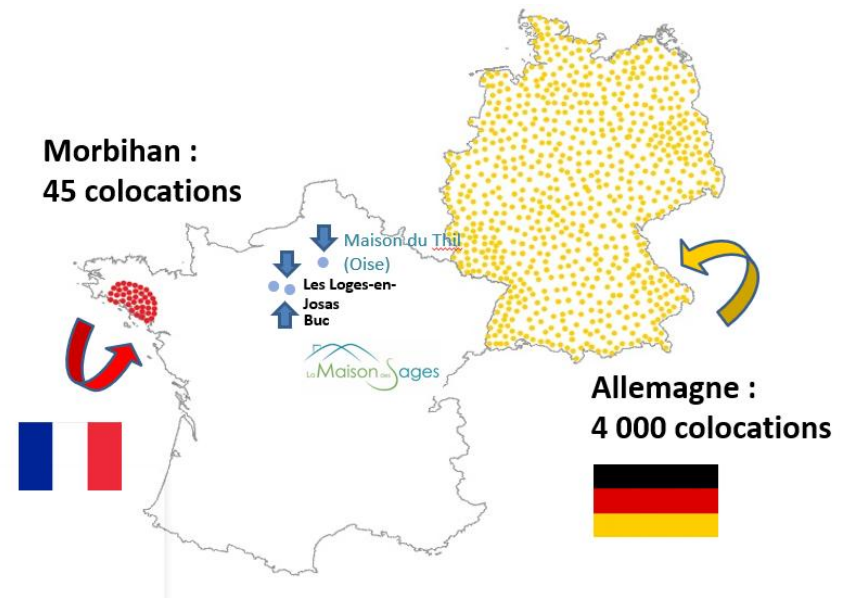 Morbihan :
45 colocations
Maison du Thil
(Oise)
Les Loges-en-
Josas
Buc
La Maison des Sages
Allemagne :
4 000 colocations